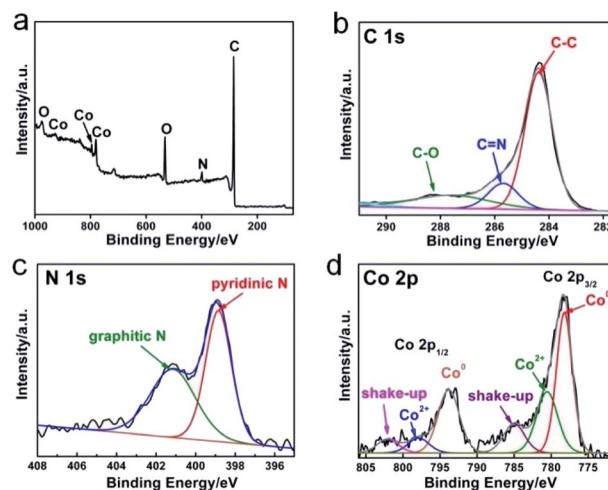 a
O
Co
Co
Co
O
N
C
Intensity/a.u.
1000 800 600 400 200
Binding Energy/eV
b
C 1s
C-C
C=N
C-O
Intensity/a.u.
290 288 286 284 282
Binding Energy/eV
c
N 1s
pyridinic N
graphitic N
Intensity/a.u.
408 406 404 402 400 398 396
Binding Energy/eV
d
Co 2p
Co 2p3/2
Co0
Co 2p1/2
Co0
Co2+
shake-up
shake-up
Co2+
Intensity/a.u.
805 800 795 790 785 780 775
Binding Energy/eV